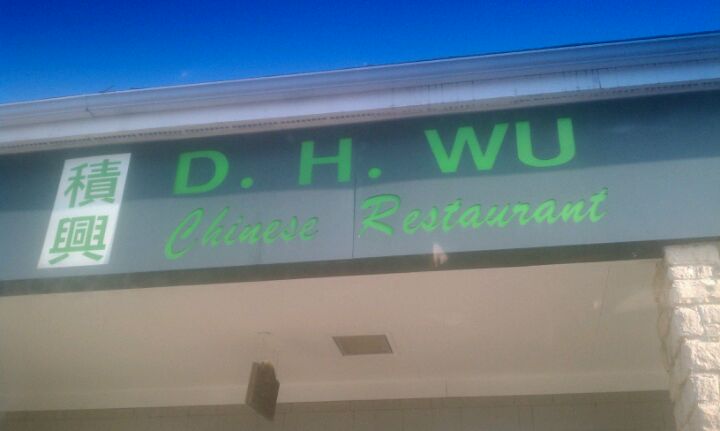 積興
D. H. WU
Chinese Restaurant